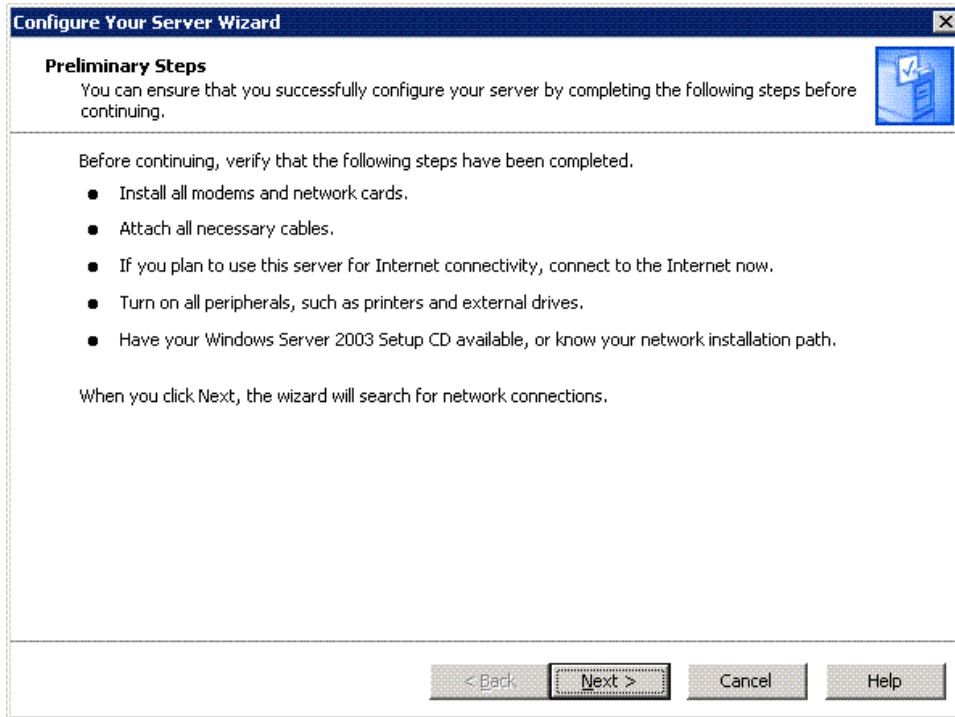 Configure Your Server Wizard
Preliminary Steps
You can ensure that you successfully configure your server by completing the following steps before
continuing.
Before continuing, verify that the following steps have been completed.
● Install all modems and network cards.
● Attach all necessary cables.
● If you plan to use this server for Internet connectivity, connect to the Internet now.
● Turn on all peripherals, such as printers and external drives.
● Have your Windows Server 2003 Setup CD available, or know your network installation path.
When you click Next, the wizard will search for network connections.
< Back Next > Cancel Help